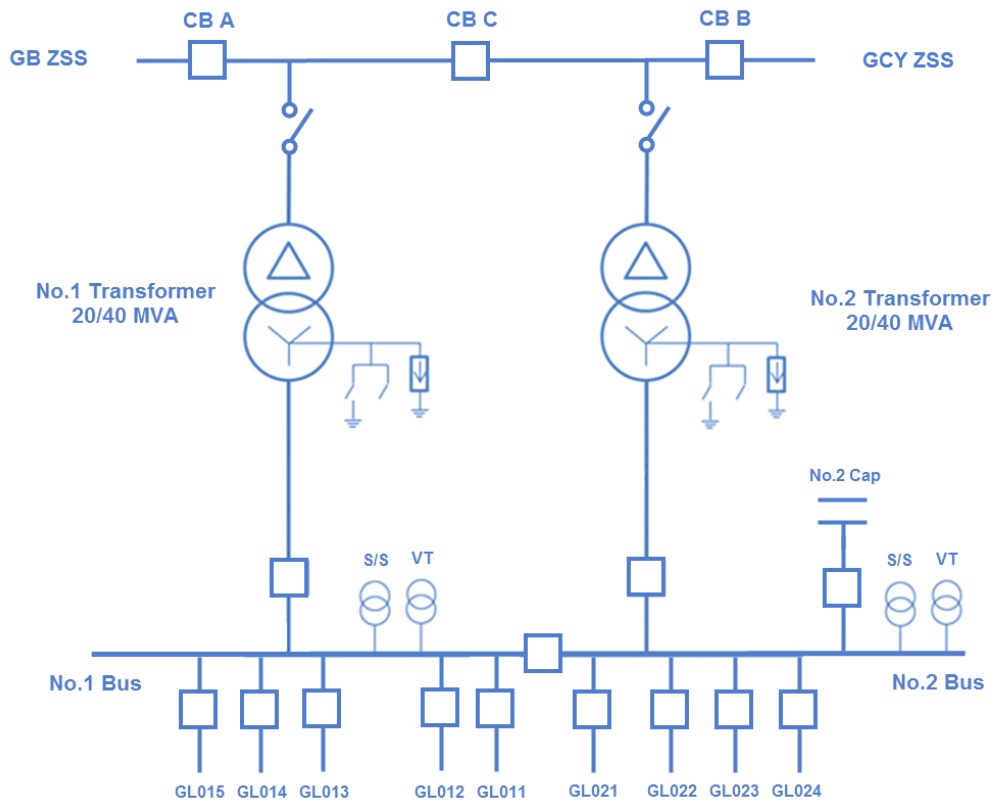 CB A
CB C
CB B
GB ZSS
GCY ZSS
No.1 Transformer
20/40 MVA
No.2 Transformer
20/40 MVA
No.2 Cap
S/S
VT
S/S
VT
No.1 Bus
No.2 Bus
GL015
GL014
GL013
GL012
GL011
GL021
GL022
GL023
GL024